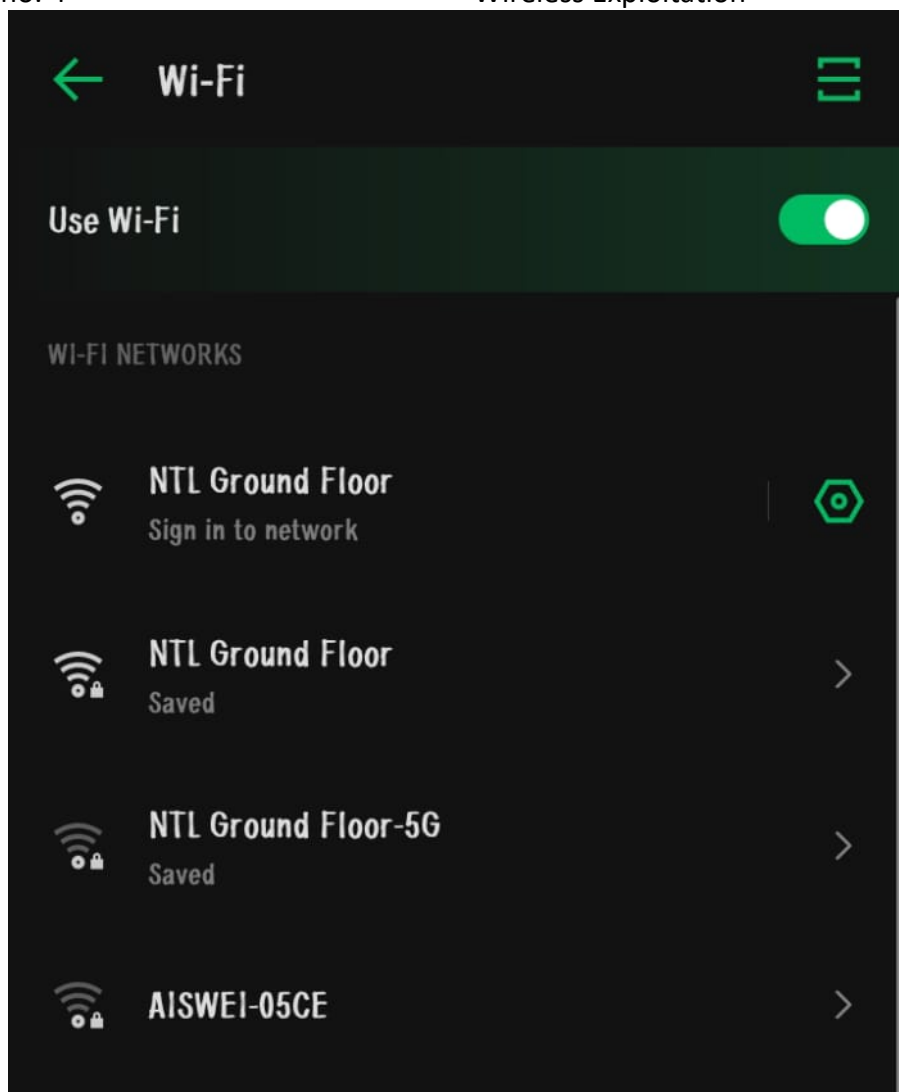 Wi-Fi
Use Wi-Fi
WI-FI NETWORKS
NTL Ground Floor
Sign in to network
NTL Ground Floor
Saved
NTL Ground Floor-5G
Saved
AISWEI-05CE